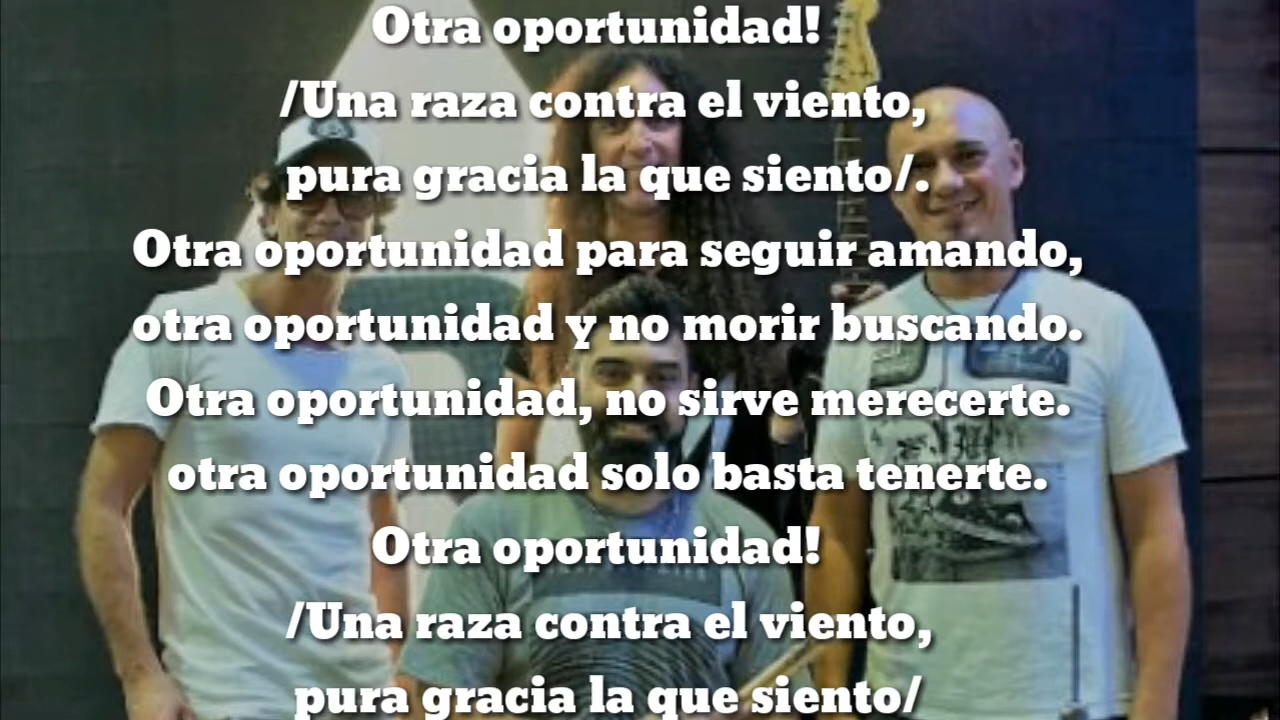 Otra oportunidad!
/Una raza contra el viento,
pura gracia la que siento/.
Otra oportunidad para seguir amando,
otra oportunidad y no morir buscando.
Otra oportunidad, no sirve merecerte.
otra oportunidad solo basta tenerte.
Otra oportunidad!
/Una raza contra el viento,
pura gracia la que siento/